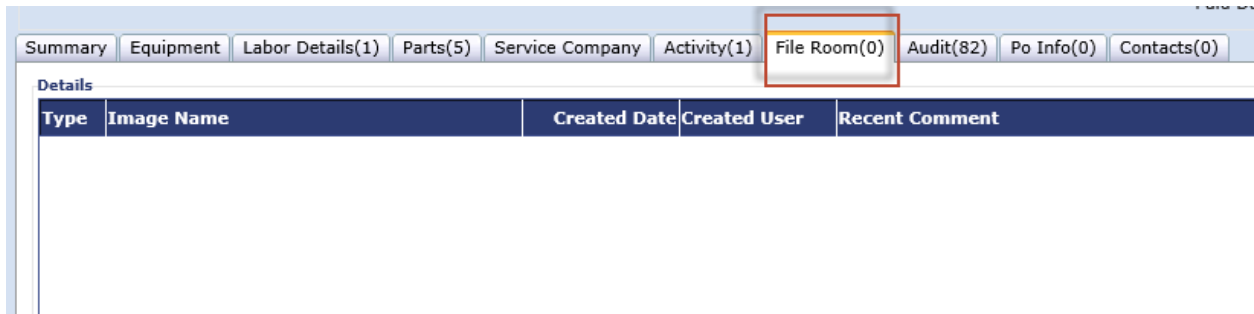 Summary Equipment Labor Details(1) Parts(5) Service Company Activity(1) File Room(0) Audit(82) Po Info(0) Contacts(0)
Details
Type Image Name Created Date Created User Recent Comment